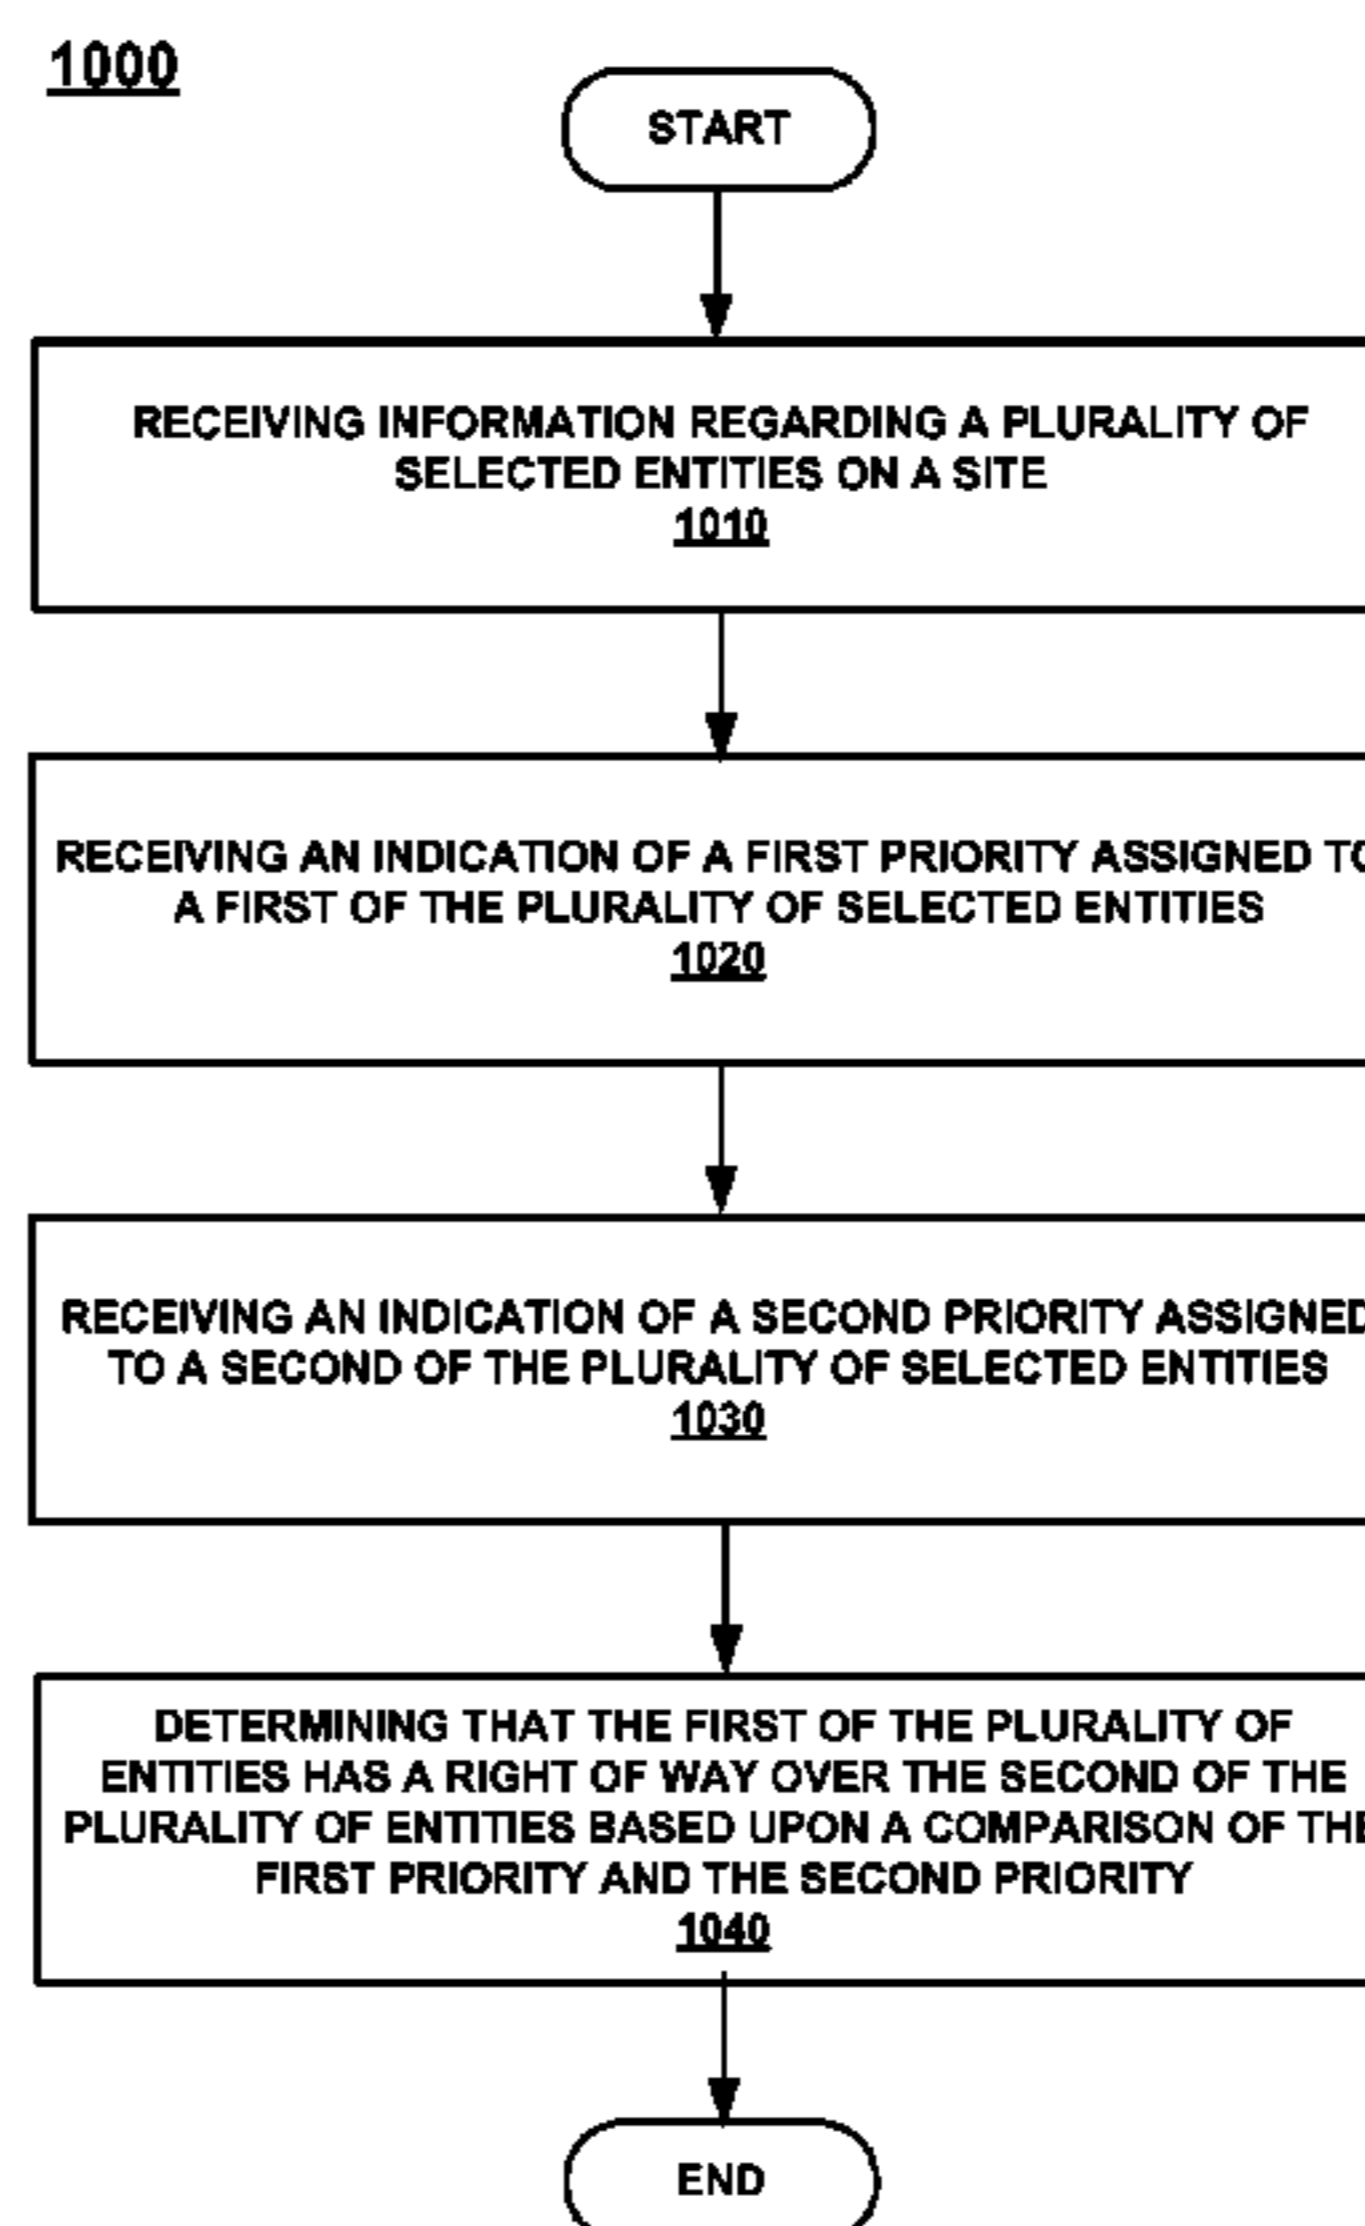 1000
START
RECEIVING INFORMATION REGARDING A PLURALITY OF
SELECTED ENTITIES ON A SITE
1010
RECEIVING AN INDICATION OF A FIRST PRIORITY ASSIGNED TO
A FIRST OF THE PLURALITY OF SELECTED ENTITIES
1020
RECEIVING AN INDICATION OF A SECOND PRIORITY ASSIGNED
TO A SECOND OF THE PLURALITY OF SELECTED ENTITIES
1030
DETERMINING THAT THE FIRST OF THE PLURALITY OF
ENTITIES HAS A RIGHT OF WAY OVER THE SECOND OF THE
PLURALITY OF ENTITIES BASED UPON A COMPARISON OF THE
FIRST PRIORITY AND THE SECOND PRIORITY
1040
END